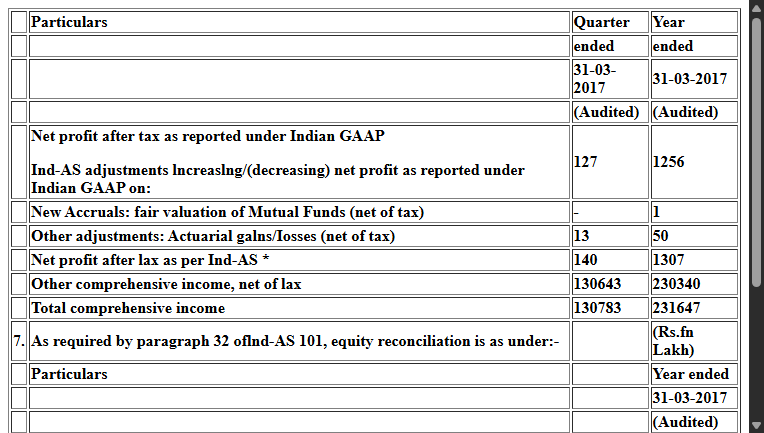 Particulars Quarter Year
ended ended
31-03-
2017 31-03-2017
(Audited) (Audited)
Net profit after tax as reported under Indian GAAP
Ind-AS adjustments lncreaslng/(decreasing) net profit as reported under
Indian GAAP on:
127 1256
New Accruals: fair valuation of Mutual Funds (net of tax) - 1
Other adjustments: Actuarial galns/Iosses (net of tax) 13 50
Net profit after lax as per Ind-AS * 140 1307
Other comprehensive income, net of lax 130643 230340
Total comprehensive income 130783 231647
7. As required by paragraph 32 oflnd-AS 101, equity reconciliation is as under:- (Rs.fn
Lakh)
Particulars Year ended
31-03-2017
(Audited)